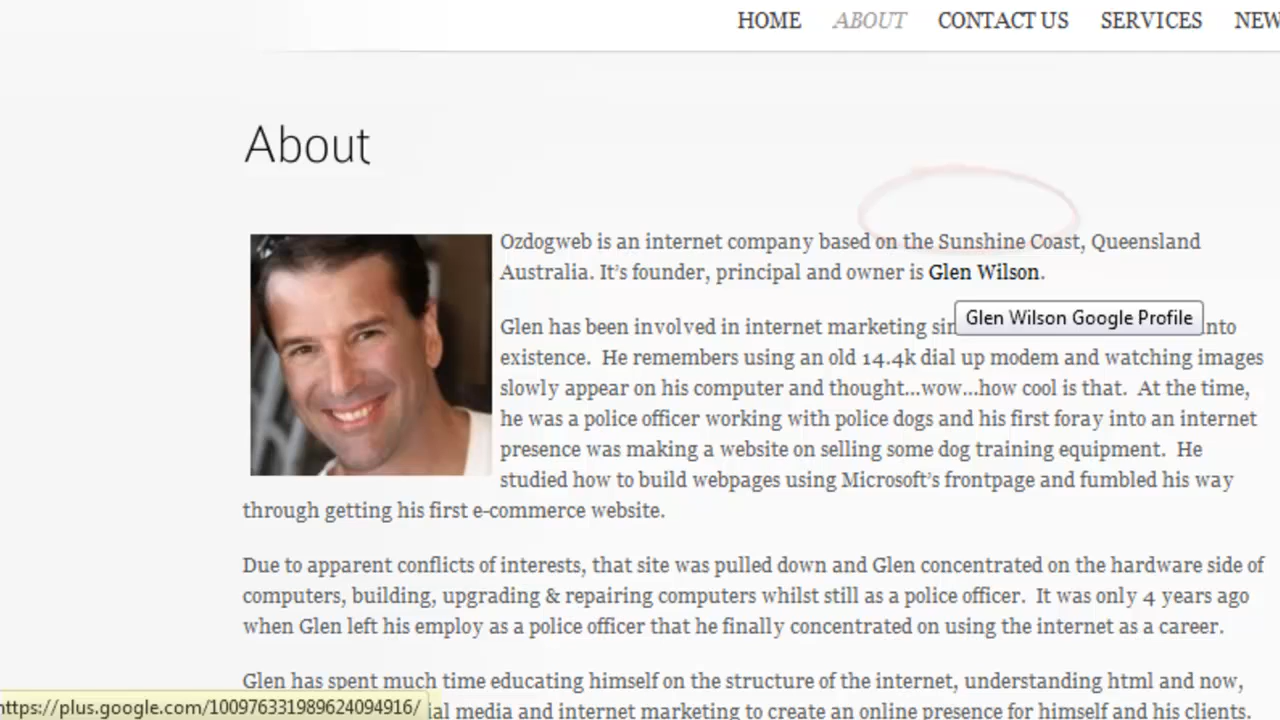 HOME ABOUT CONTACT US SERVICES NEW
About
Ozdogweb is an internet company based on the Sunshine Coast, Queensland
Australia. It's founder, principal and owner is Glen Wilson.
Glen Wilson Google Profile
Glen has been involved in internet marketing into
existence. He remembers using an old 14.4k dial up modem and watching images
slowly appear on his computer and thought...wow...how cool is that. At the time,
he was a police officer working with police dogs and his first foray into an internet
presence was making a website on selling some dog training equipment. He
studied how to build webpages using Microsoft's frontpage and fumbled his way
through getting his first e-commerce website.
Due to apparent conflicts of interests, that site was pulled down and Glen concentrated on the hardware side of
computers, building, upgrading & repairing computers whilst still as a police officer. It was only 4 years ago
when Glen left his employ as a police officer that he finally concentrated on using the internet as a career.
Glen has spent much time educating himself on the structure of the internet, understanding html and now,
https://plus.google.com/100976331989624094916/ ial media and internet marketing to create an online presence for himself and his clients.